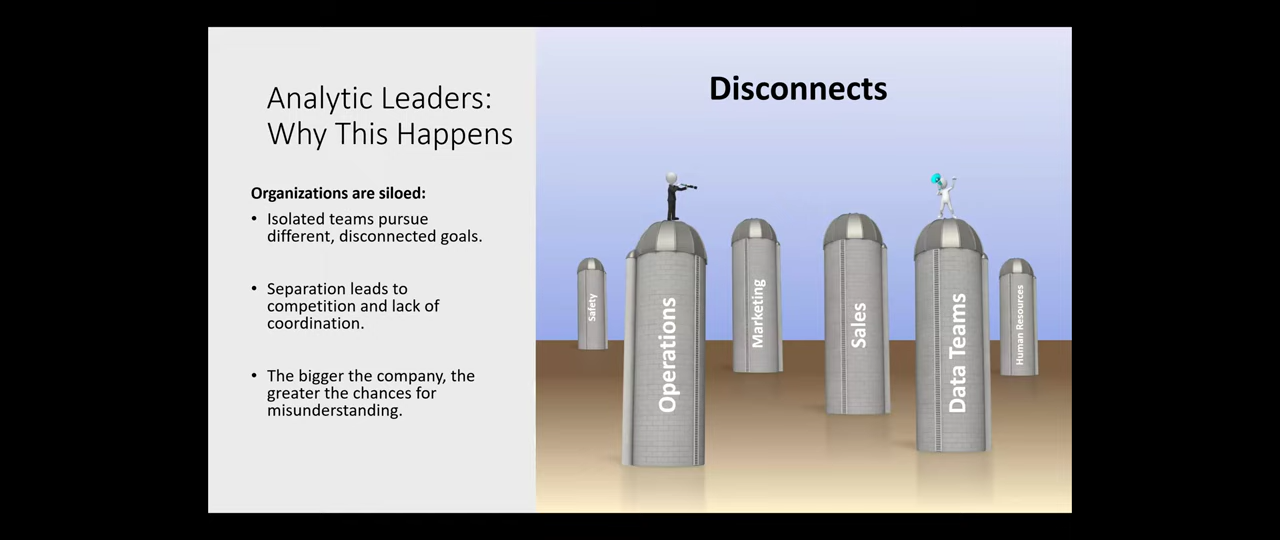 Analytic Leaders:
Why This Happens
Organizations are siloed:
• Isolated teams pursue
different, disconnected goals.
• Separation leads to
competition and lack of
coordination.
• The bigger the company, the
greater the chances for
misunderstanding.
Disconnects
Safety
Operations
Marketing
Sales
Data Teams
Human Resources